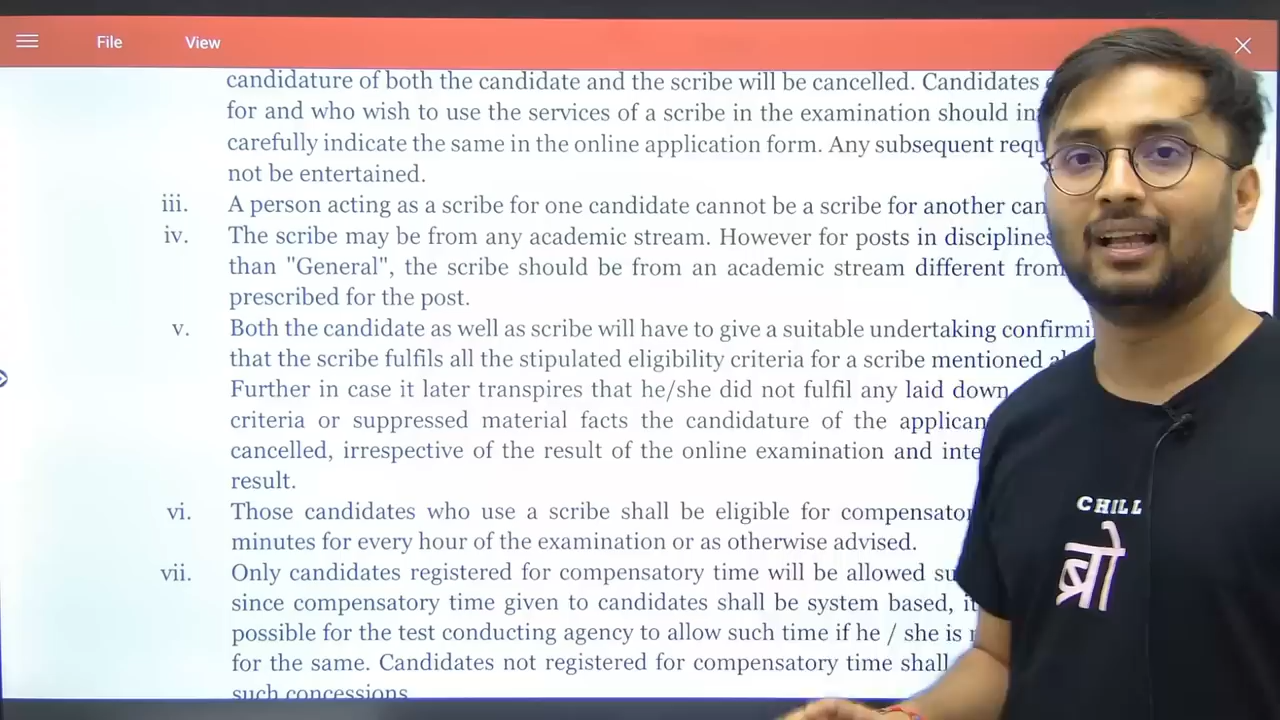 File
View
candidature of both the candidate and the scribe will be cancelled. Candidates
for and who wish to use the services of a scribe in the examination should
carefully indicate the same in the online application form. Any subsequent
not be entertained.
iii. A person acting as a scribe for one candidate cannot be a scribe for another
iv. The scribe may be from any academic stream. However for posts in disciplines
than "General", the scribe should be from an academic stream different from
prescribed for the post.
v. Both the candidate as well as scribe will have to give a suitable undertaking
that the scribe fulfils all the stipulated eligibility criteria for a scribe mentioned
Further in case it later transpires that he/she did not fulfil any laid down
criteria or suppressed material facts the candidature of the
cancelled, irrespective of the result of the online examination and
result.
vi. Those candidates who use a scribe shall be eligible for
minutes for every hour of the examination or as otherwise advised.
vii. Only candidates registered for compensatory time will be allowed
since compensatory time given to candidates shall be system based,
possible for the test conducting agency to allow such time if he / she is
for the same. Candidates not registered for compensatory time shall
such concessions
CHILL
ब्रो